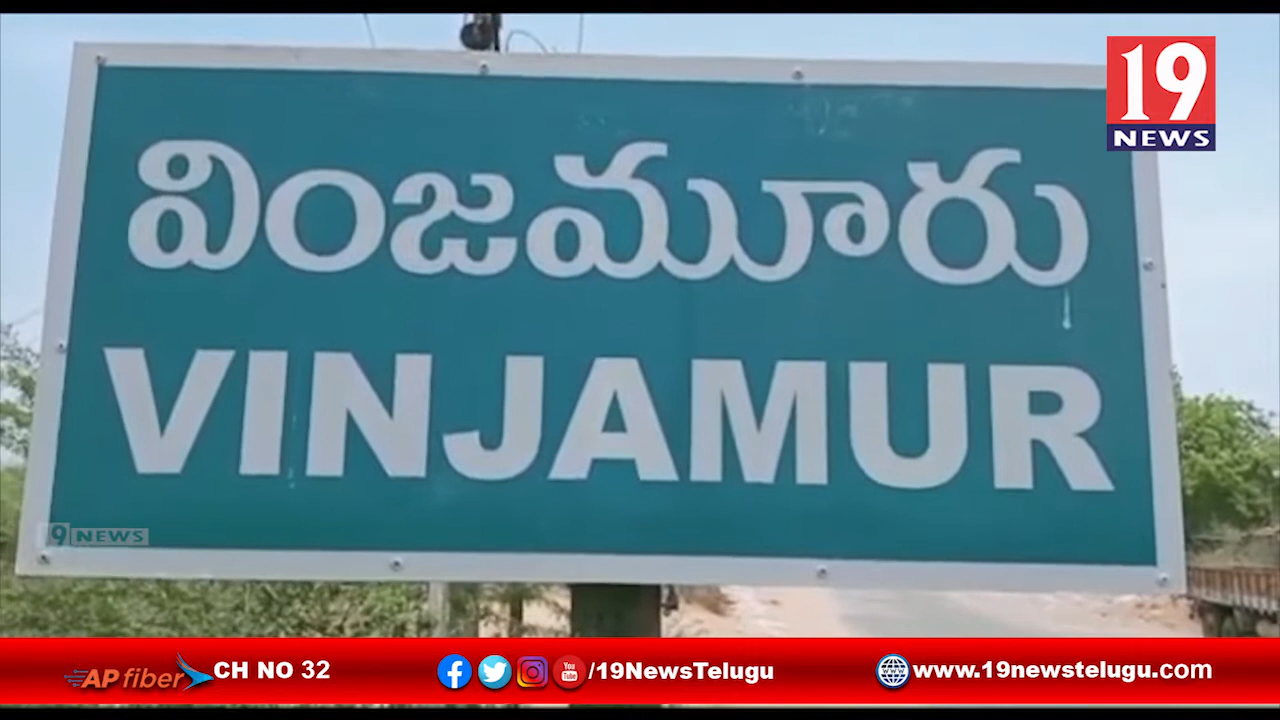 19
NEWS
వింజమూరు
VINJAMUR
9 NEWS
AP fiber CH NO 32 /19NewsTelugu www.19newstelugu.com